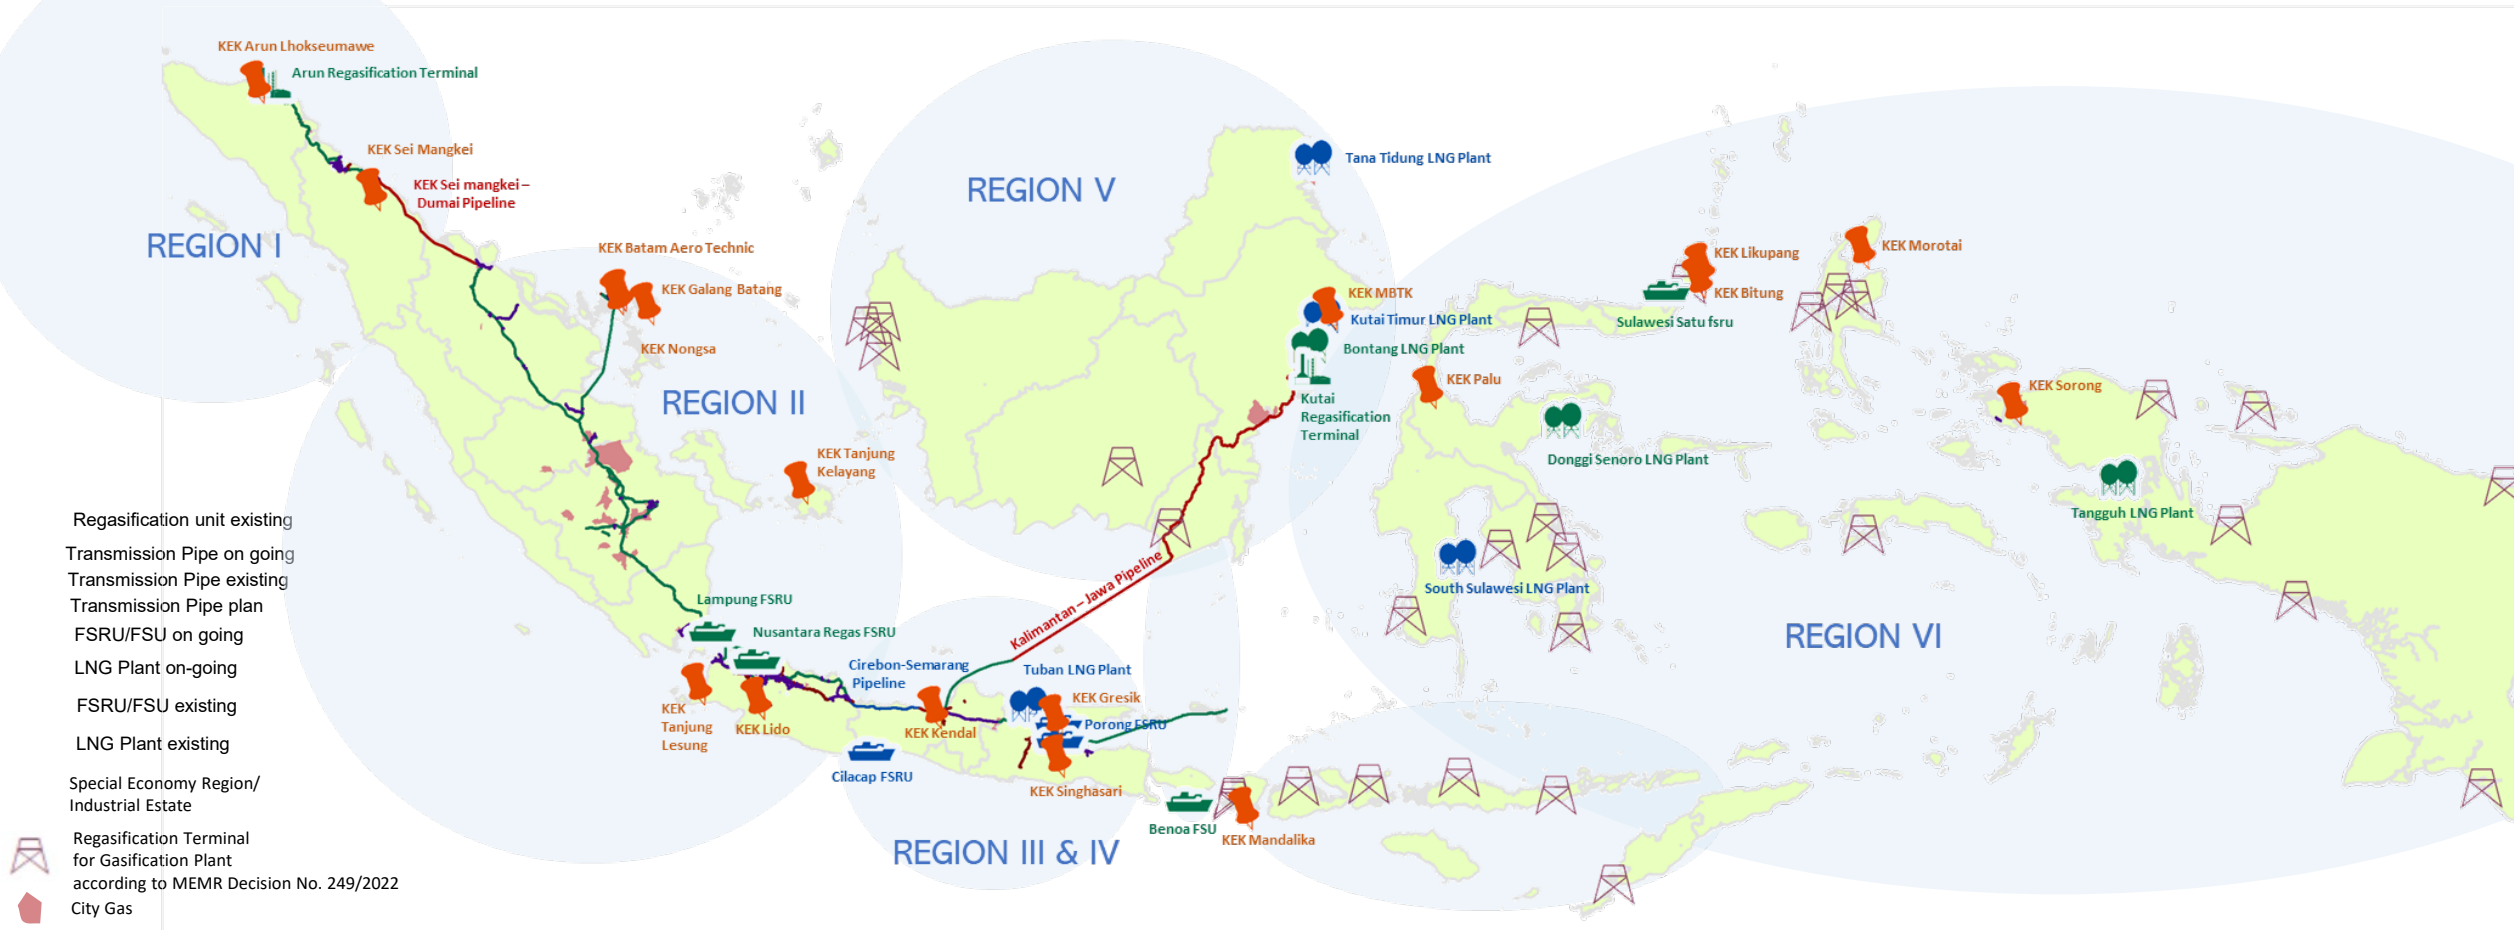 KEK Arun Lhokseumawe
Arun Regasification Terminal
KEK Sei Mangkei
KEK Sei mangkei –
Dumai Pipeline
REGION I
KEK Batam Aero Technic
KEK Galang Batang
KEK Nongsa
REGION II
KEK Tanjung
Kelayang
REGION V
Tana Tidung LNG Plant
KEK MBTK
Kutai Timur LNG Plant
Bontang LNG Plant
Kutai
Regasification
Terminal
KEK Palu
KEK Likupang
KEK Bitung
Sulawesi Satu fsru
KEK Morotai
KEK Sorong
Donggi Senoro LNG Plant
Tangguh LNG Plant
South Sulawesi LNG Plant
REGION VI
Kalimantan – Jawa Pipeline
Lampung FSRU
Nusantara Regas FSRU
Cirebon-Semarang
Pipeline
Tuban LNG Plant
KEK Gresik
Porong FSRU
KEK
Tanjung
Lesung
KEK Lido
KEK Kendal
Cilacap FSRU
KEK Singhasari
Benoa FSU
KEK Mandalika
REGION III & IV
Regasification unit existing
Transmission Pipe on going
Transmission Pipe existing
Transmission Pipe plan
FSRU/FSU on going
LNG Plant on-going
FSRU/FSU existing
LNG Plant existing
Special Economy Region/
Industrial Estate
Regasification Terminal
for Gasification Plant
according to MEMR Decision No. 249/2022
City Gas